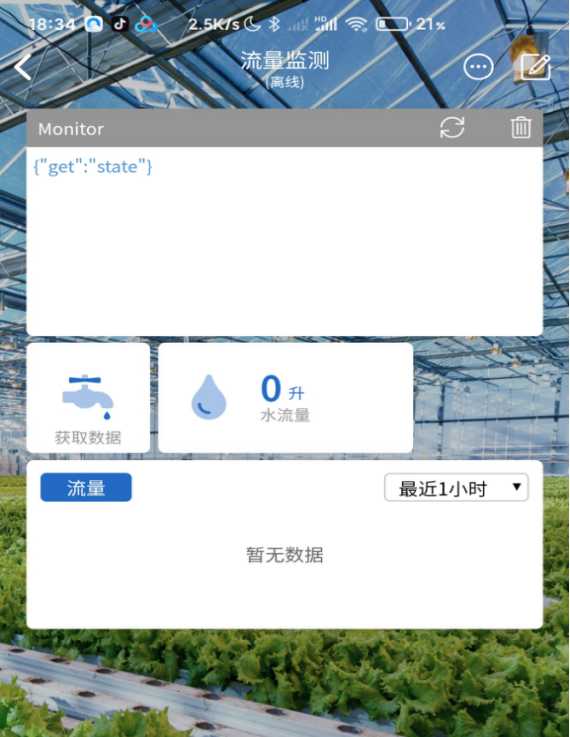 18:34 2.5K/s HD 21%
流量监测
(离线)
Monitor
{"get":"state"}
0 升
水流量
获取数据
流量 最近1小时
暂无数据